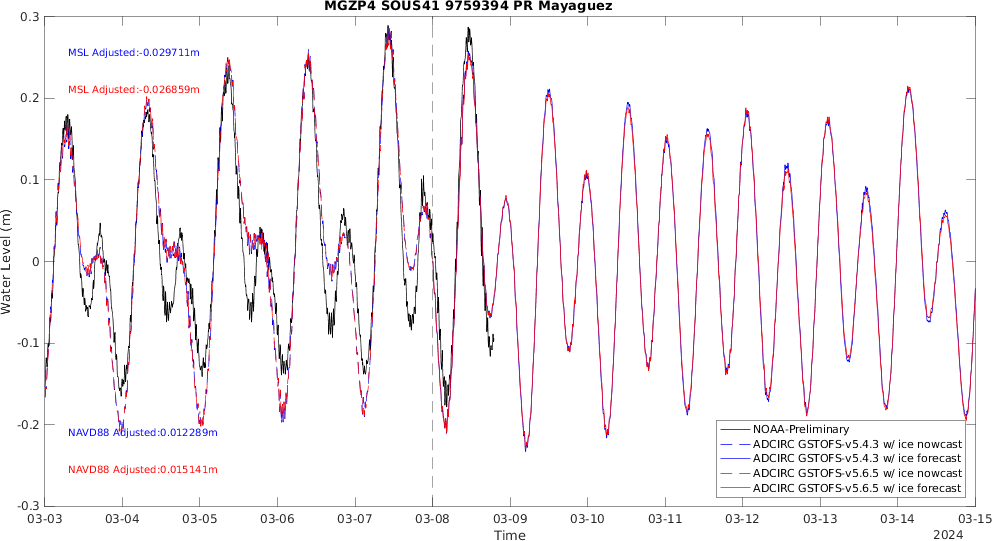 MGZP4 SOUS41 9759394 PR Mayaguez
0.3
0.2
0.1
0
-0.1
-0.2
-0.3
Water Level (m)
MSL Adjusted:-0.029711m
MSL Adjusted:-0.026859m
NAVD88 Adjusted:0.012289m
NAVD88 Adjusted:0.015141m
NOAA-Preliminary
ADCIRC GSTOFS-v5.4.3 w/ ice nowcast
ADCIRC GSTOFS-v5.4.3 w/ ice forecast
ADCIRC GSTOFS-v5.6.5 w/ ice nowcast
ADCIRC GSTOFS-v5.6.5 w/ ice forecast
03-03 03-04 03-05 03-06 03-07 03-08 03-09 03-10 03-11 03-12 03-13 03-14 03-15
Time
2024